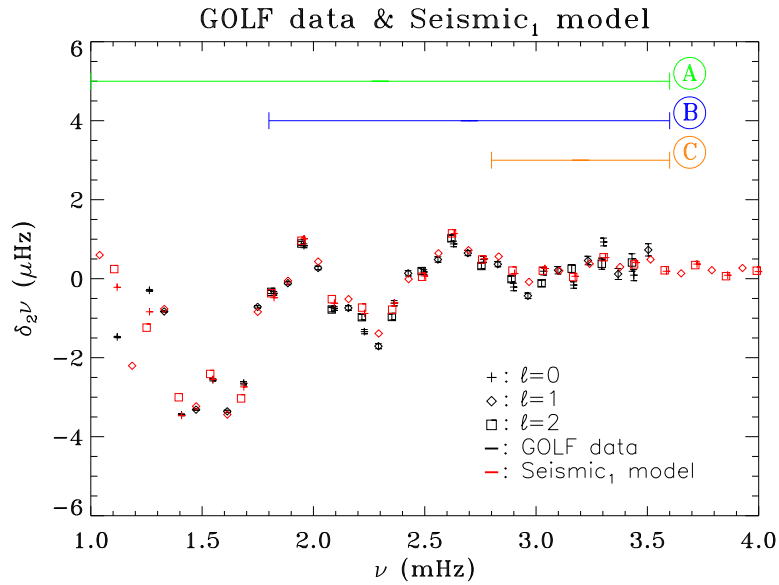 GOLF data & Seismic₁ model
6
4
2
0
−2
−4
−6
δ₂ν (μHz)
A
B
C
+ : ℓ=0
◇ : ℓ=1
□ : ℓ=2
− : GOLF data
− : Seismic₁ model
1.0 1.5 2.0 2.5 3.0 3.5 4.0
ν (mHz)